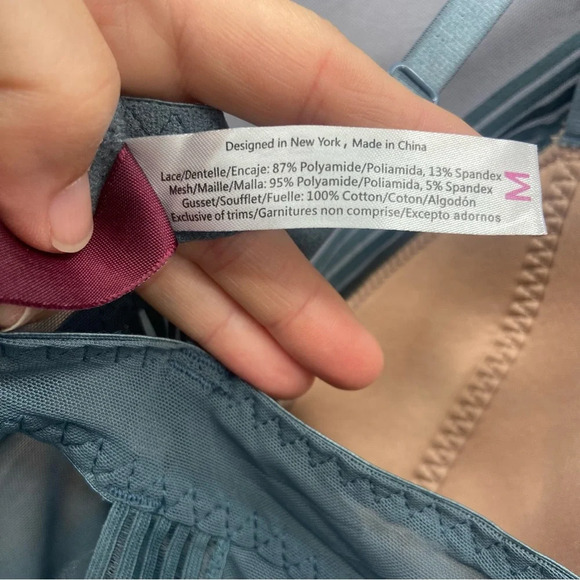 Designed in New York, Made in China
Lace/Dentelle/Encaje: 87% Polyamide/Poliamida, 13% Spandex
Mesh/Maille/Malla: 95% Polyamide/Poliamida, 5% Spandex
Gusset/Soufflet/Fuelle: 100% Cotton/Coton/Algodón
Exclusive of trims/Garnitures non comprise/Excepto adornos
M